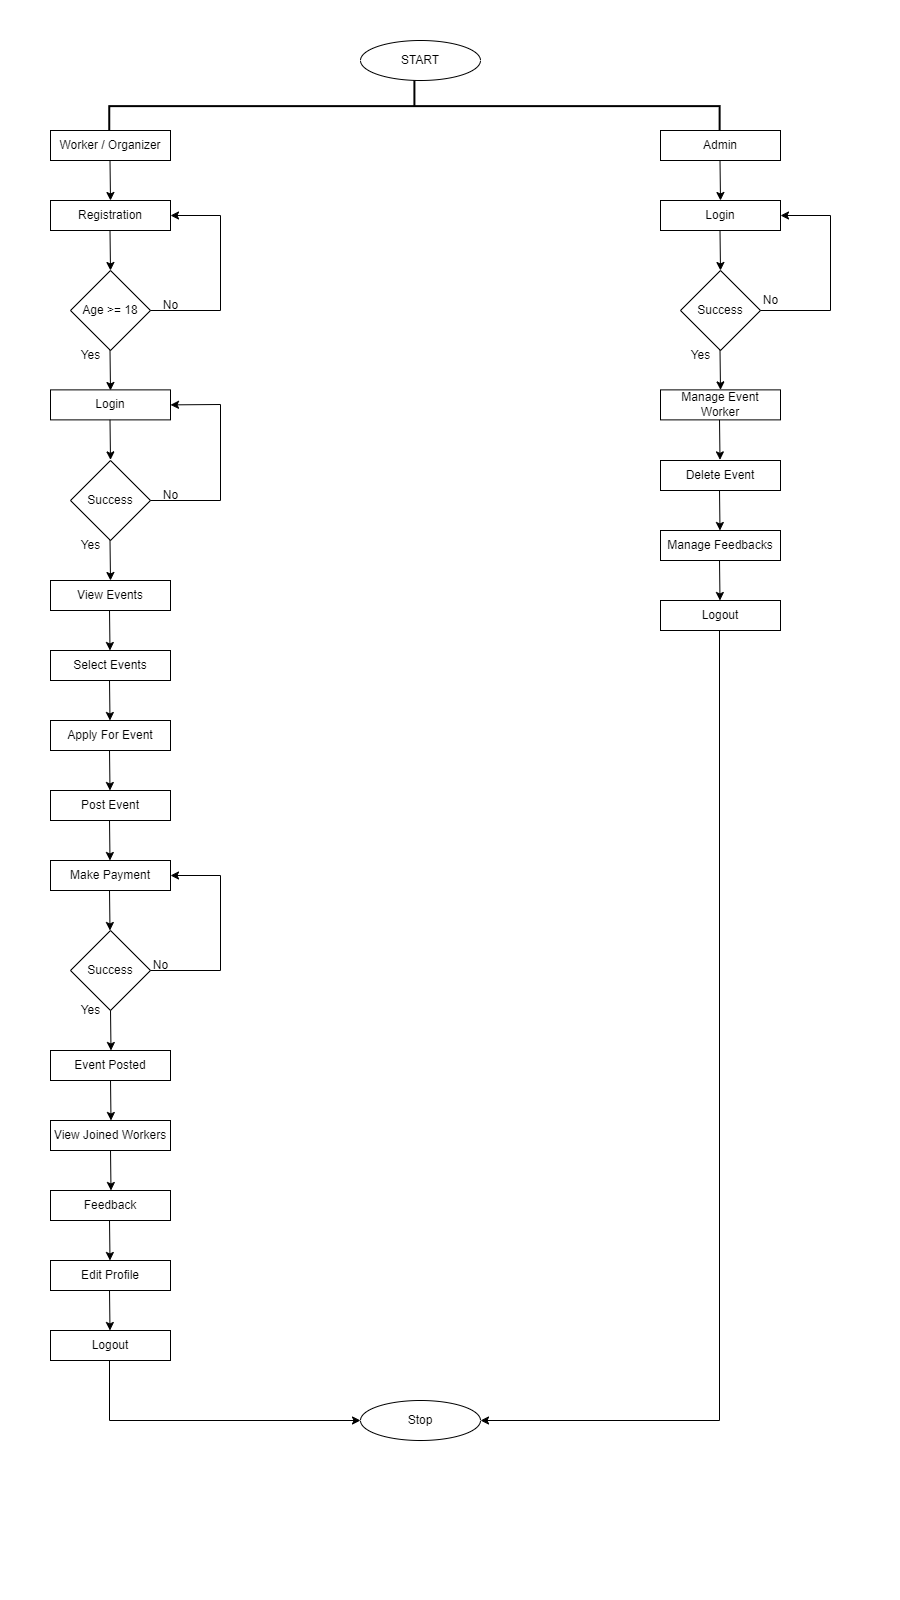 START
Worker / Organizer
Admin
Registration
Login
Age >= 18
No
Success
No
Yes
Yes
Login
Manage Event
Worker
Delete Event
Success
No
Yes
Manage Feedbacks
View Events
Logout
Select Events
Apply For Event
Post Event
Make Payment
Success
No
Yes
Event Posted
View Joined Workers
Feedback
Edit Profile
Logout
Stop